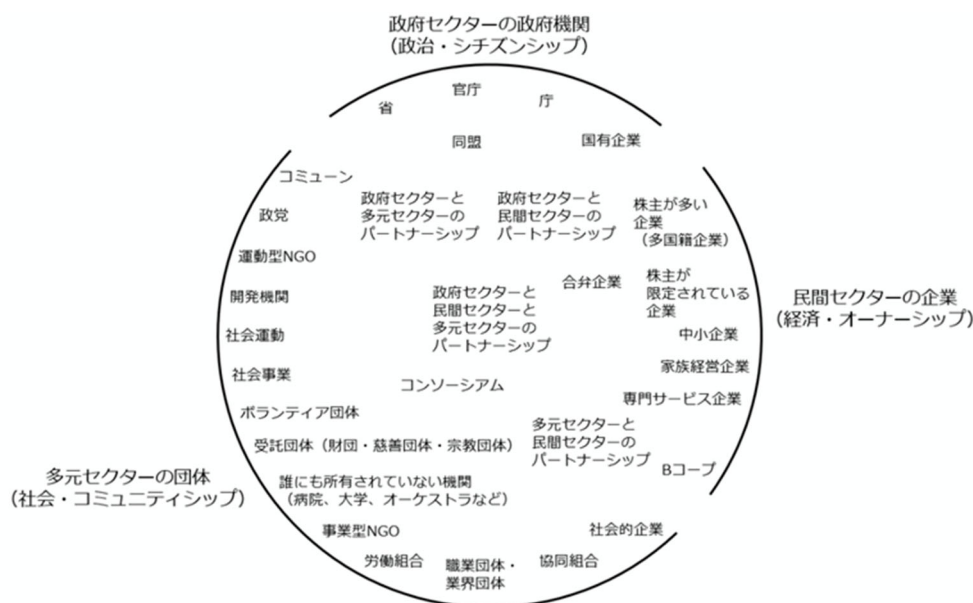 政府セクターの政府機関
（政治・シチズンシップ）
官庁
省
庁
同盟
国有企業
コミューン
政党
運動型NGO
開発機関
社会運動
社会事業
ボランティア団体
受託団体（財団・慈善団体・宗教団体）
誰にも所有されていない機関
（病院、大学、オーケストラなど）
事業型NGO
労働組合
職業団体・
業界団体
協同組合
社会的企業
政府セクターと
多元セクターの
パートナーシップ
政府セクターと
民間セクターの
パートナーシップ
株主が多い
企業
（多国籍企業）
合弁企業
株主が
限定されている
企業
政府セクターと
民間セクターと
多元セクターの
パートナーシップ
中小企業
家族経営企業
コンソーシアム
専門サービス企業
多元セクターと
民間セクターの
パートナーシップ
Bコープ
民間セクターの企業
（経済・オーナーシップ）
多元セクターの団体
（社会・コミュニティシップ）